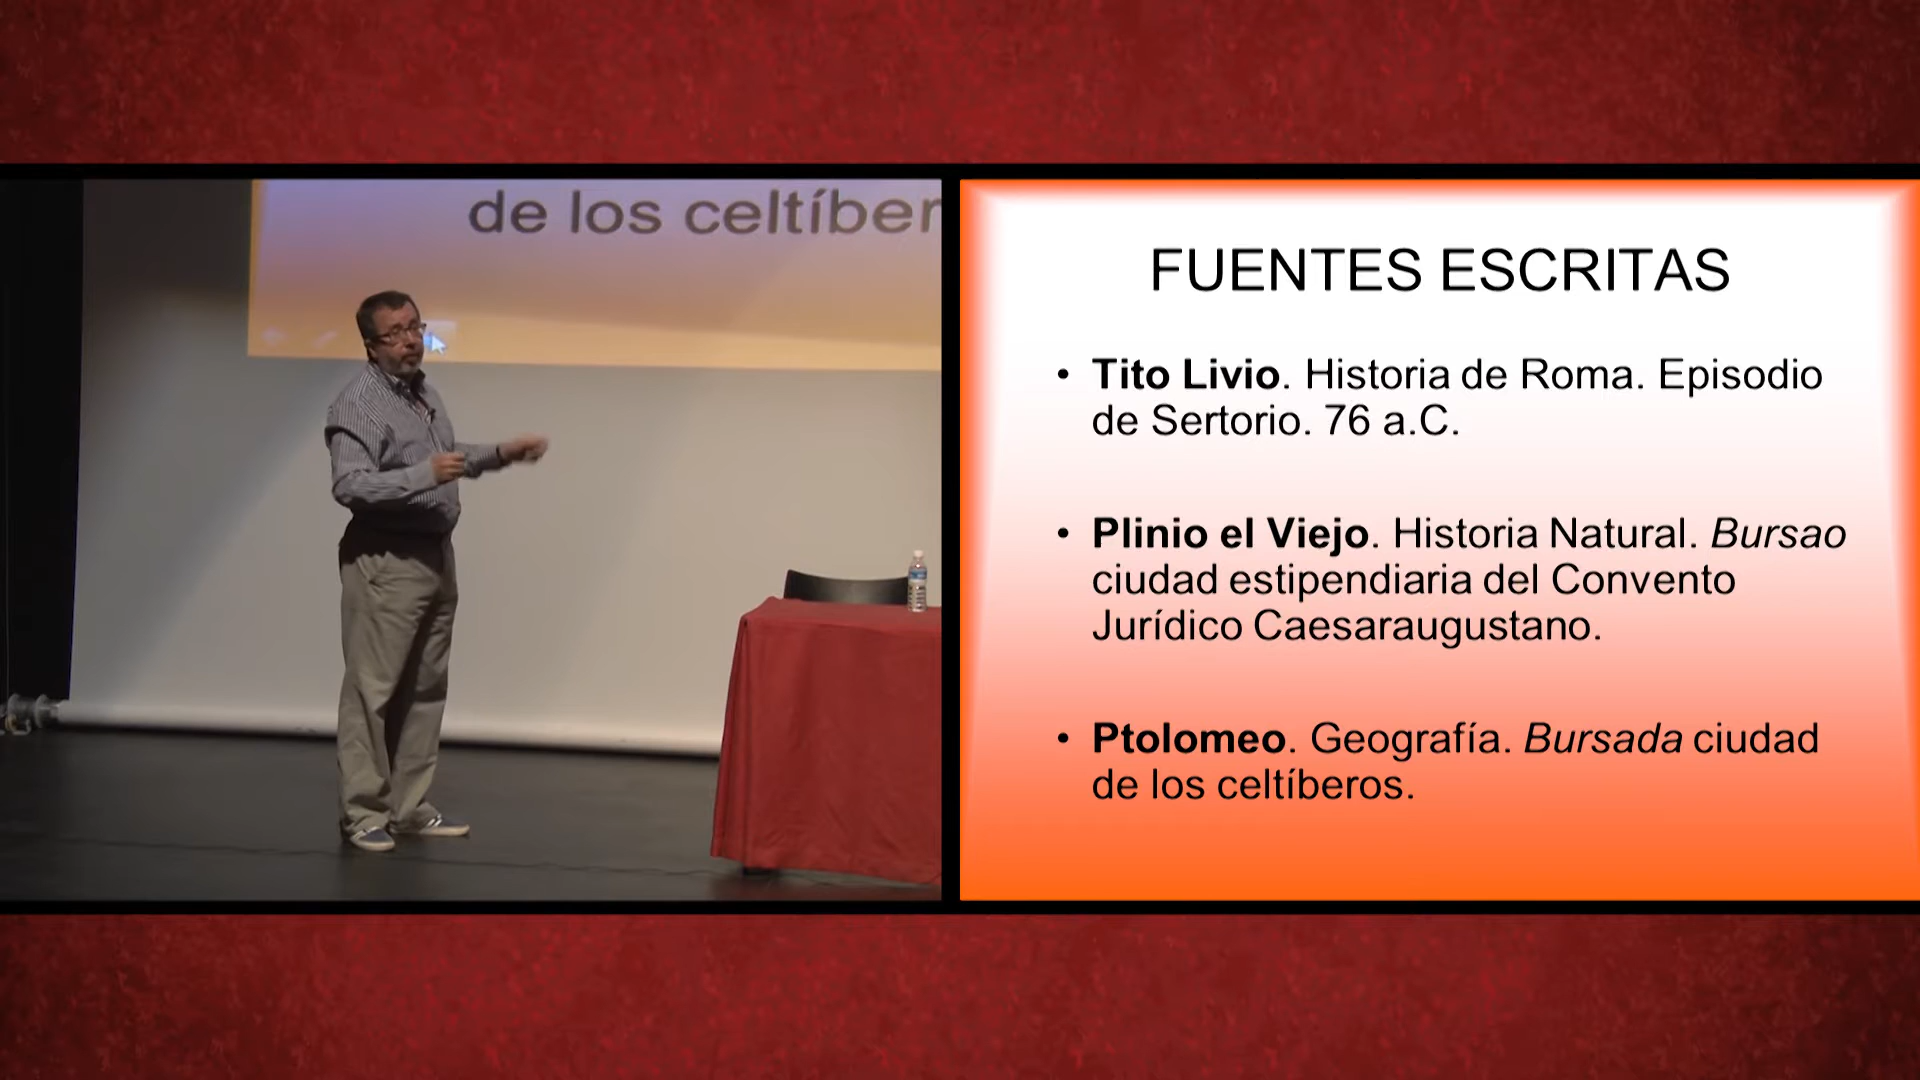 de los celtíber
FUENTES ESCRITAS
• Tito Livio. Historia de Roma. Episodio
de Sertorio. 76 a.C.
• Plinio el Viejo. Historia Natural. Bursao
ciudad estipendiaria del Convento
Jurídico Caesaraugustano.
• Ptolomeo. Geografía. Bursada ciudad
de los celtíberos.